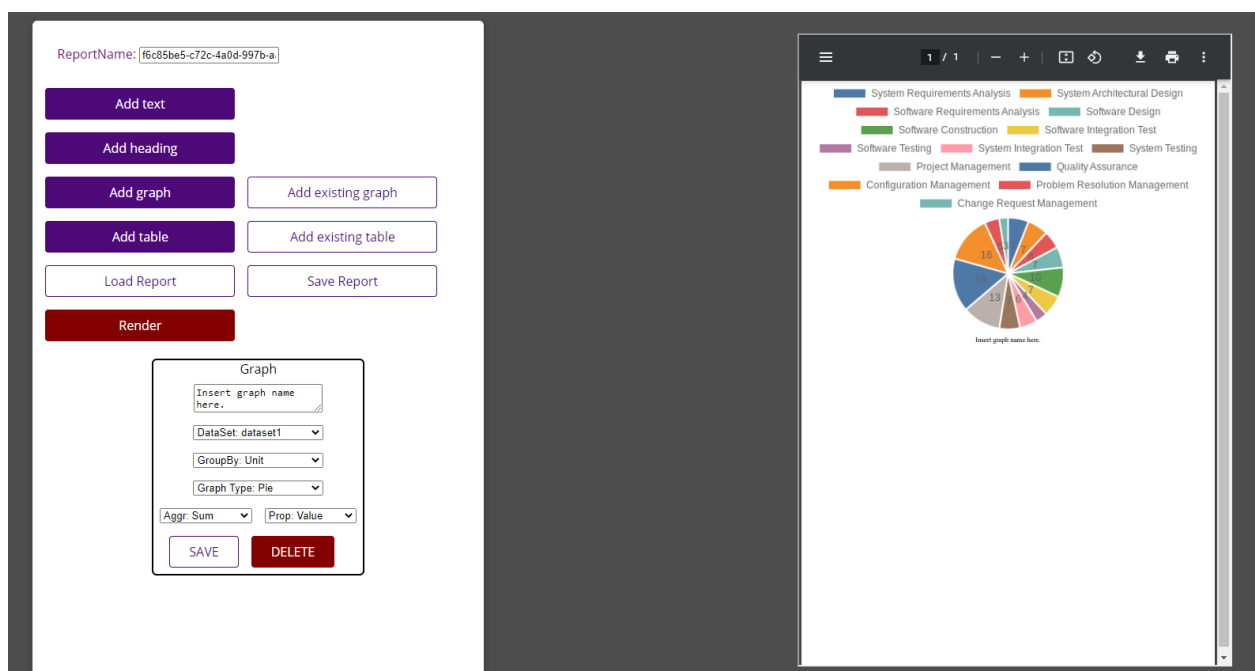 ReportName: f6c85be5-c72c-4a0d-997b-a
Add text
Add heading
Add graph Add existing graph
Add table Add existing table
Load Report Save Report
Render
Graph
Insert graph name
here.
DataSet: dataset1
GroupBy: Unit
Graph Type: Pie
Aggr: Sum Prop: Value
SAVE DELETE
1 / 1
System Requirements Analysis System Architectural Design
Software Requirements Analysis Software Design
Software Construction Software Integration Test
Software Testing System Integration Test System Testing
Project Management Quality Assurance
Configuration Management Problem Resolution Management
Change Request Management
16
7
7
10
7
6
13
Insert graph name here.